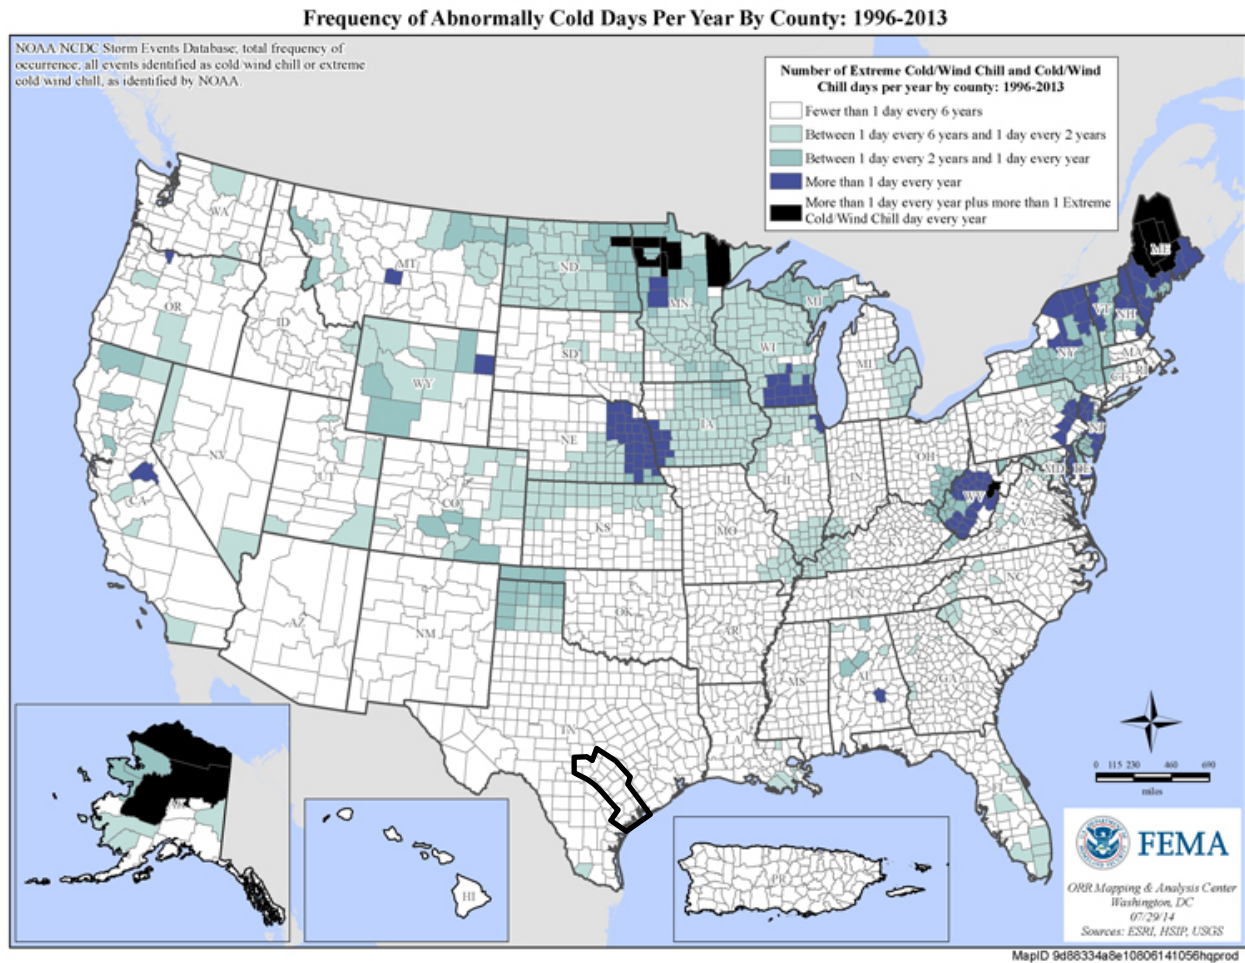 Frequency of Abnormally Cold Days Per Year By County: 1996-2013
NOAA/NCDC Storm Events Database; total frequency of
occurrence, all events identified as cold/wind chill or extreme
cold/wind chill, as identified by NOAA.
Number of Extreme Cold/Wind Chill and Cold/Wind
Chill days per year by county: 1996-2013
Fewer than 1 day every 6 years
Between 1 day every 6 years and 1 day every 2 years
Between 1 day every 2 years and 1 day every year
More than 1 day every year
More than 1 day every year plus more than 1 Extreme
Cold/Wind Chill day every year
WA
MT
ND
MN
ME
OR
ID
SD
WI
MI
MI
VT
NH
NY
MA
CT
RI
WY
NE
IA
PA
NJ
NV
UT
CO
KS
MO
IL
IN
OH
WV
MD
DE
VA
CA
KY
AZ
NM
OK
AR
TN
NC
SC
MS
AL
GA
TX
LA
FL
AK
HI
PR
0 115 230 460 690
miles
FEMA
ORR Mapping & Analysis Center
Washington, DC
07/29/14
Sources: ESRI, HSIP, USGS
MapID 9d88334a8e10806141056hqprod